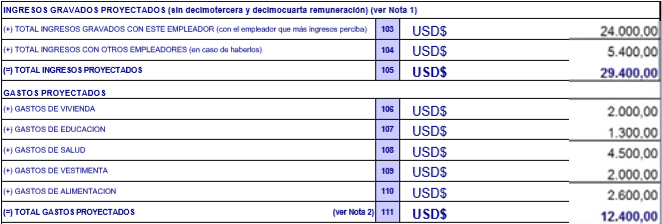 INGRESOS GRAVADOS PROYECTADOS (sin decimotercera y decimocuarta remuneración) (ver Nota 1)
(+) TOTAL INGRESOS GRAVADOS CON ESTE EMPLEADOR (con el empleador que más ingresos perciba) 103 USD$ 24.000,00
(+) TOTAL INGRESOS CON OTROS EMPLEADORES (en caso de haberlos) 104 USD$ 5.400,00
(=) TOTAL INGRESOS PROYECTADOS 105 USD$ 29.400,00
GASTOS PROYECTADOS
(+) GASTOS DE VIVIENDA 106 USD$ 2.000,00
(+) GASTOS DE EDUCACION 107 USD$ 1.300,00
(+) GASTOS DE SALUD 108 USD$ 4.500,00
(+) GASTOS DE VESTIMENTA 109 USD$ 2.000,00
(+) GASTOS DE ALIMENTACION 110 USD$ 2.600,00
(=) TOTAL GASTOS PROYECTADOS (ver Nota 2) 111 USD$ 12.400,00